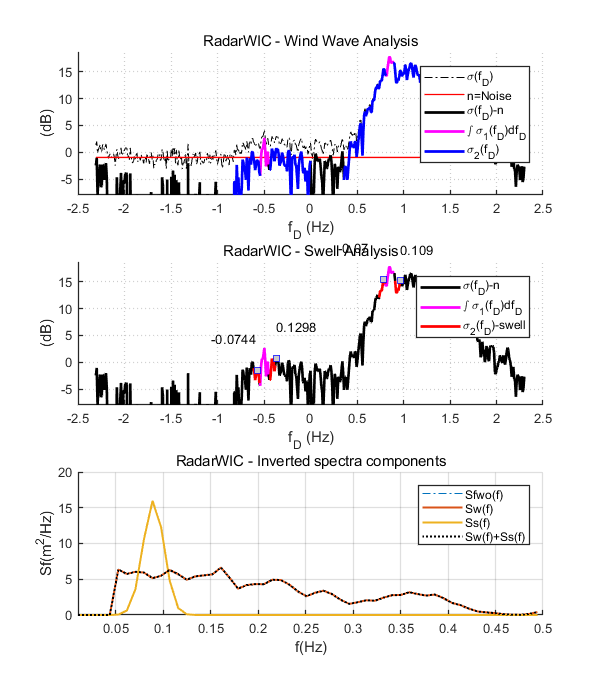 RadarWIC - Wind Wave Analysis
15
10
5
0
-5
(dB)
σ(f_D)
n=Noise
σ(f_D)-n
∫ σ_1(f_D)df_D
σ_2(f_D)
-2.5 -2 -1.5 -1 -0.5 0 0.5 1 1.5 2 2.5
f_D (Hz)
RadarWIC - Swell Analysis
0.109
-0.0744
0.1298
15
10
5
0
-5
(dB)
σ(f_D)-n
∫ σ_1(f_D)df_D
σ_2(f_D)-swell
-2.5 -2 -1.5 -1 -0.5 0 0.5 1 1.5 2 2.5
f_D (Hz)
RadarWIC - Inverted spectra components
20
15
10
5
0
Sf(m²/Hz)
Sfwo(f)
Sw(f)
Ss(f)
Sw(f)+Ss(f)
0.05 0.1 0.15 0.2 0.25 0.3 0.35 0.4 0.45 0.5
f(Hz)